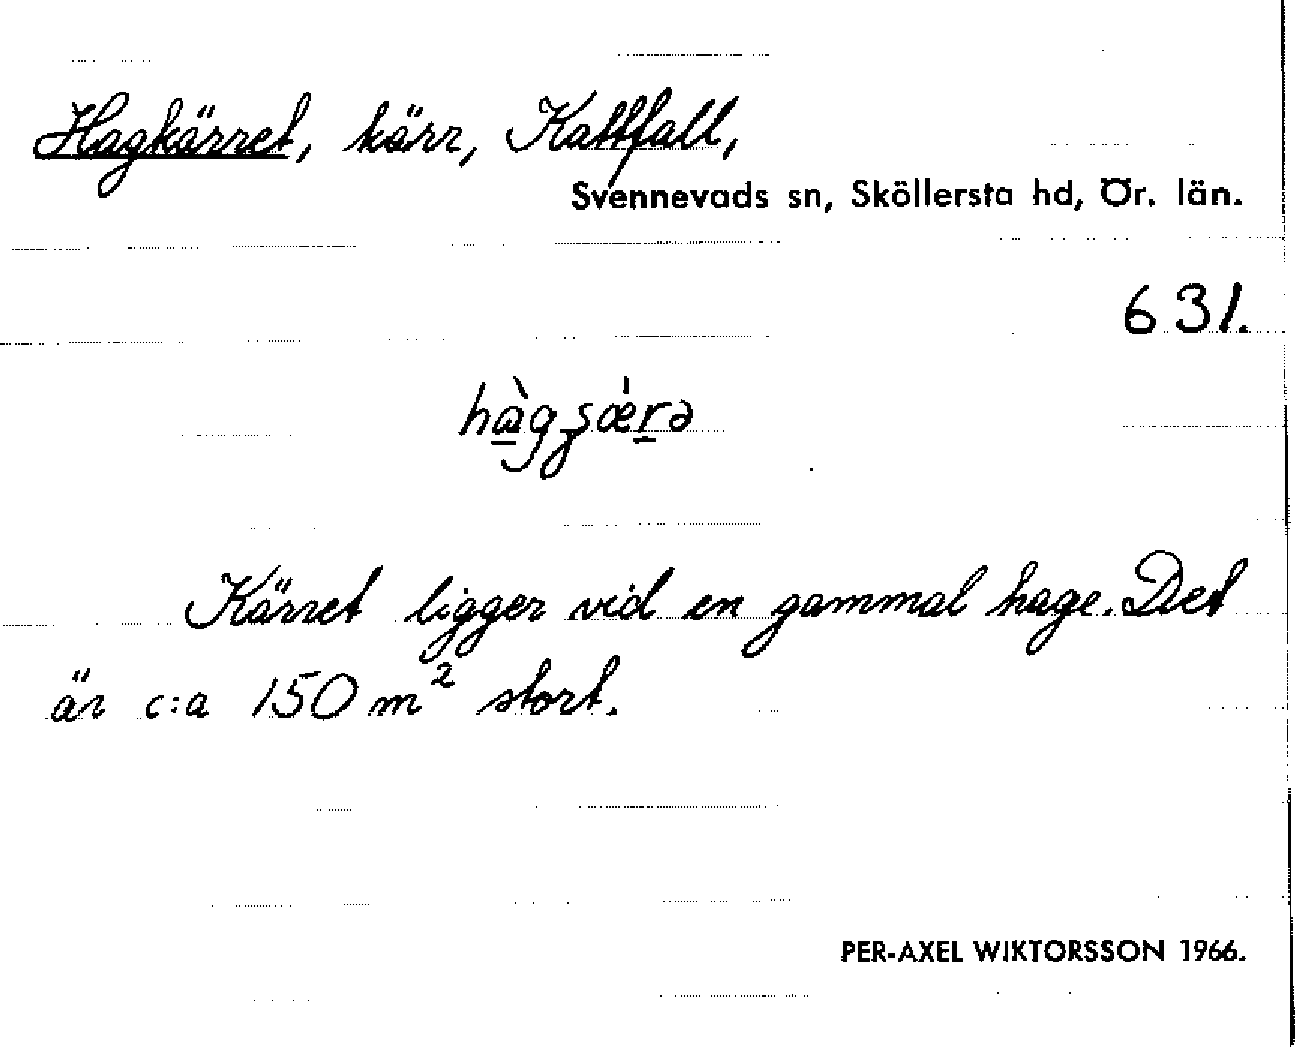 Hagkärret, kärr, Kattfall,
Svennevads sn, Sköllersta hd, Ör. län.
631.
Kärret ligger vid en gammal hage. Det
är c:a 150 m² stort.
PER-AXEL WIKTORSSON 1966.